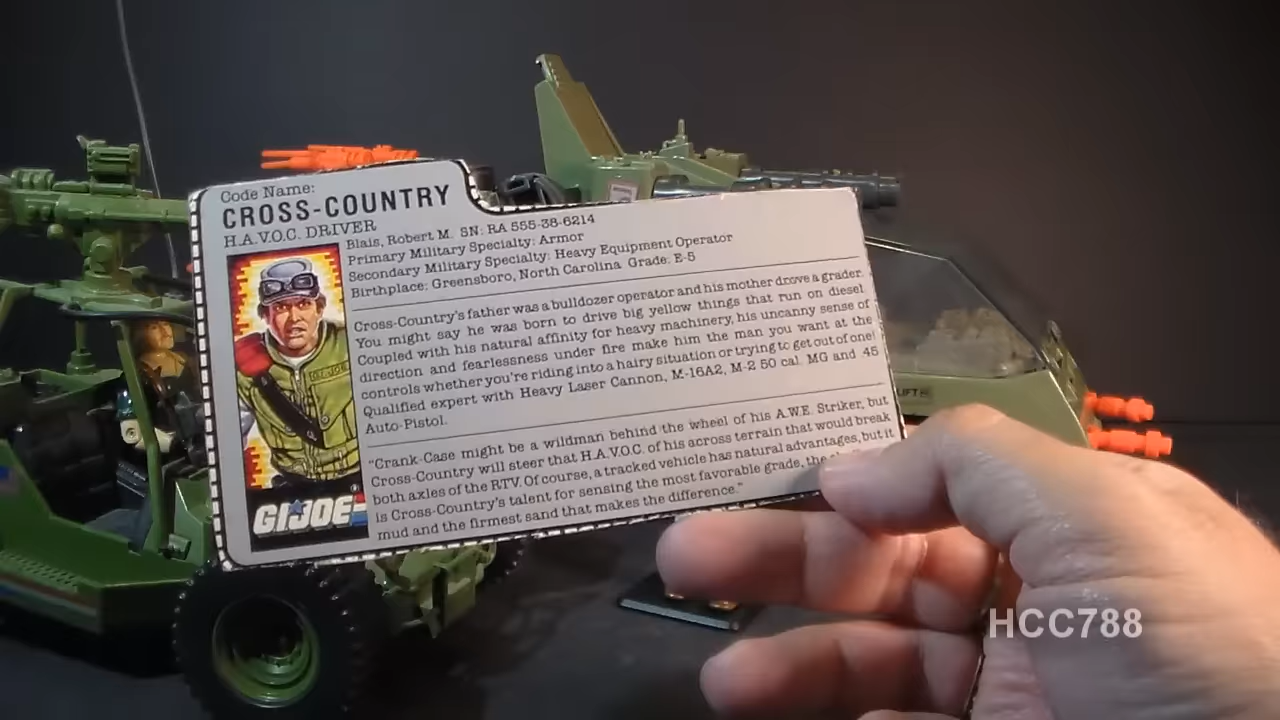 Code Name:
CROSS-COUNTRY
H.A.V.O.C. DRIVER
Blais, Robert M. SN: RA 555-38-6214
Primary Military Specialty: Armor
Secondary Military Specialty: Heavy Equipment Operator
Birthplace: Greensboro, North Carolina Grade: E-5
Cross-Country's father was a bulldozer operator and his mother drove a grader.
You might say he was born to drive big yellow things that run on diesel
Coupled with his natural affinity for heavy machinery, his uncanny sense of
direction and fearlessness under fire make him the man you want at the
controls whether you're riding into a hairy situation or trying to get out of one!
Qualified expert with Heavy Laser Cannon, M-16A2, M-2 50 cal. MG and 45
Auto-Pistol.
"Crank-Case might be a wildman behind the wheel of his A.W.E. Striker, but
Cross-Country will steer that H.A.V.O.C. of his across terrain that would break
both axles of the RTV. Of course, a tracked vehicle has natural advantages, but it
is Cross-Country's talent for sensing the most favorable grade, the
mud and the firmest sand that makes the difference."
G.I. JOE
GI JOE
LIFT
HCC788